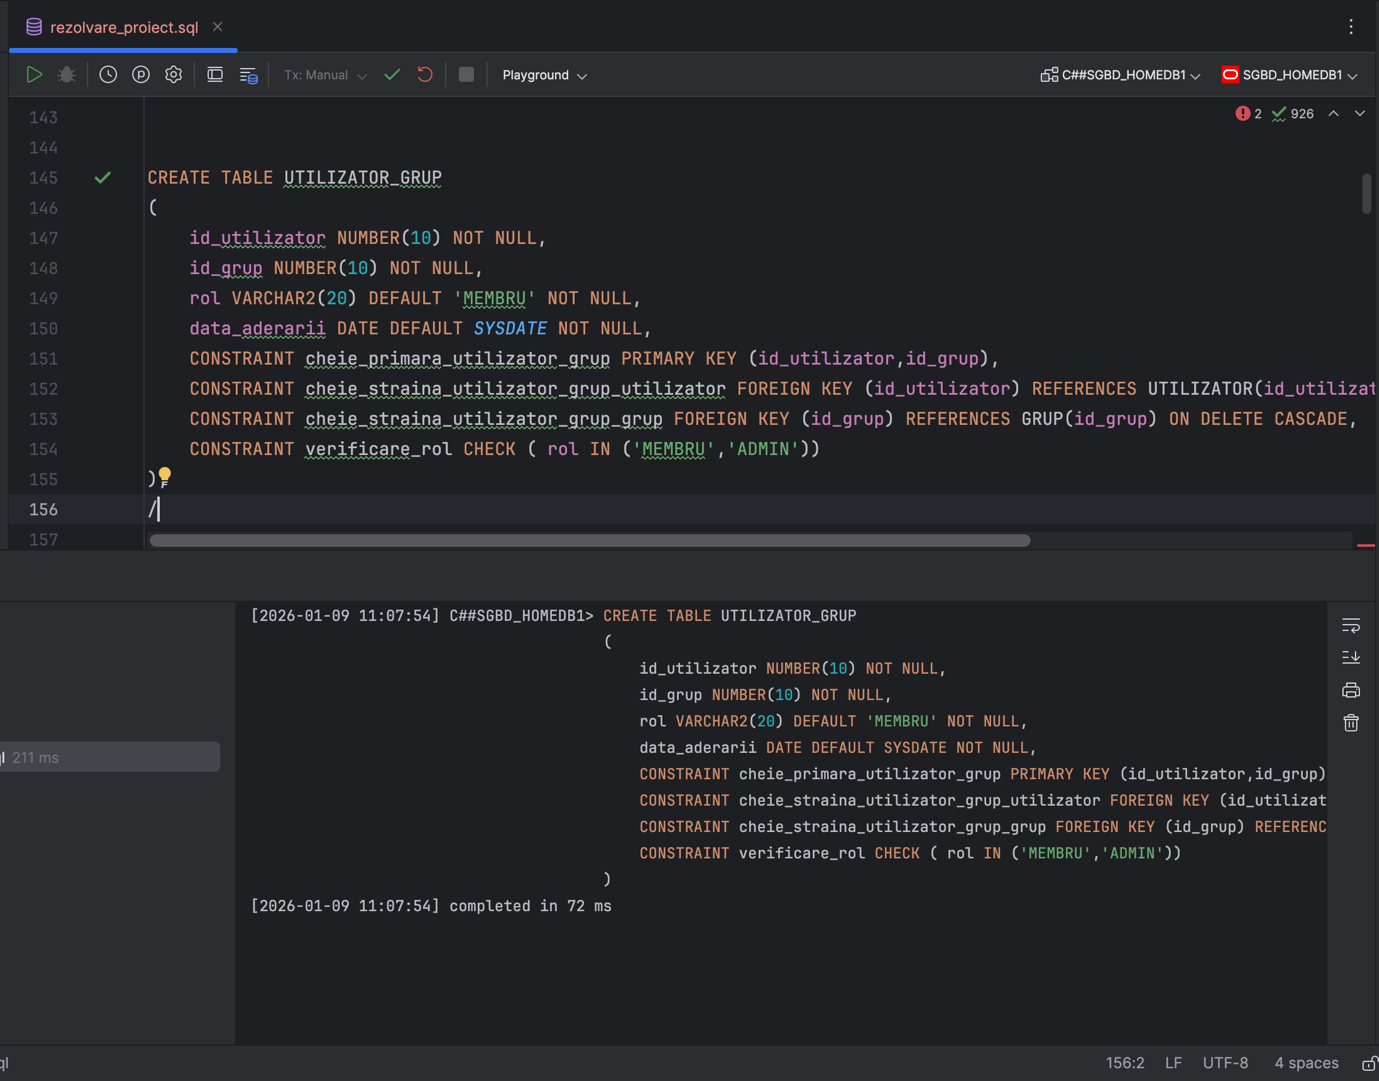 rezolvare_proiect.sql
Tx: Manual
Playground
C##SGBD_HOMEDB1
SGBD_HOMEDB1
2 926
143
144
145 CREATE TABLE UTILIZATOR_GRUP
146 (
147 id_utilizator NUMBER(10) NOT NULL,
148 id_grup NUMBER(10) NOT NULL,
149 rol VARCHAR2(20) DEFAULT 'MEMBRU' NOT NULL,
150 data_aderarii DATE DEFAULT SYSDATE NOT NULL,
151 CONSTRAINT cheie_primara_utilizator_grup PRIMARY KEY (id_utilizator,id_grup),
152 CONSTRAINT cheie_straina_utilizator_grup_utilizator FOREIGN KEY (id_utilizator) REFERENCES UTILIZATOR(id_utilizat
153 CONSTRAINT cheie_straina_utilizator_grup_grup FOREIGN KEY (id_grup) REFERENCES GRUP(id_grup) ON DELETE CASCADE,
154 CONSTRAINT verificare_rol CHECK ( rol IN ('MEMBRU','ADMIN'))
155 )
156 /
157
[2026-01-09 11:07:54] C##SGBD_HOMEDB1> CREATE TABLE UTILIZATOR_GRUP
(
id_utilizator NUMBER(10) NOT NULL,
id_grup NUMBER(10) NOT NULL,
rol VARCHAR2(20) DEFAULT 'MEMBRU' NOT NULL,
data_aderarii DATE DEFAULT SYSDATE NOT NULL,
CONSTRAINT cheie_primara_utilizator_grup PRIMARY KEY (id_utilizator,id_grup)
CONSTRAINT cheie_straina_utilizator_grup_utilizator FOREIGN KEY (id_utilizat
CONSTRAINT cheie_straina_utilizator_grup_grup FOREIGN KEY (id_grup) REFERENC
CONSTRAINT verificare_rol CHECK ( rol IN ('MEMBRU','ADMIN'))
)
[2026-01-09 11:07:54] completed in 72 ms
ql 211 ms
ql
156:2 LF UTF-8 4 spaces